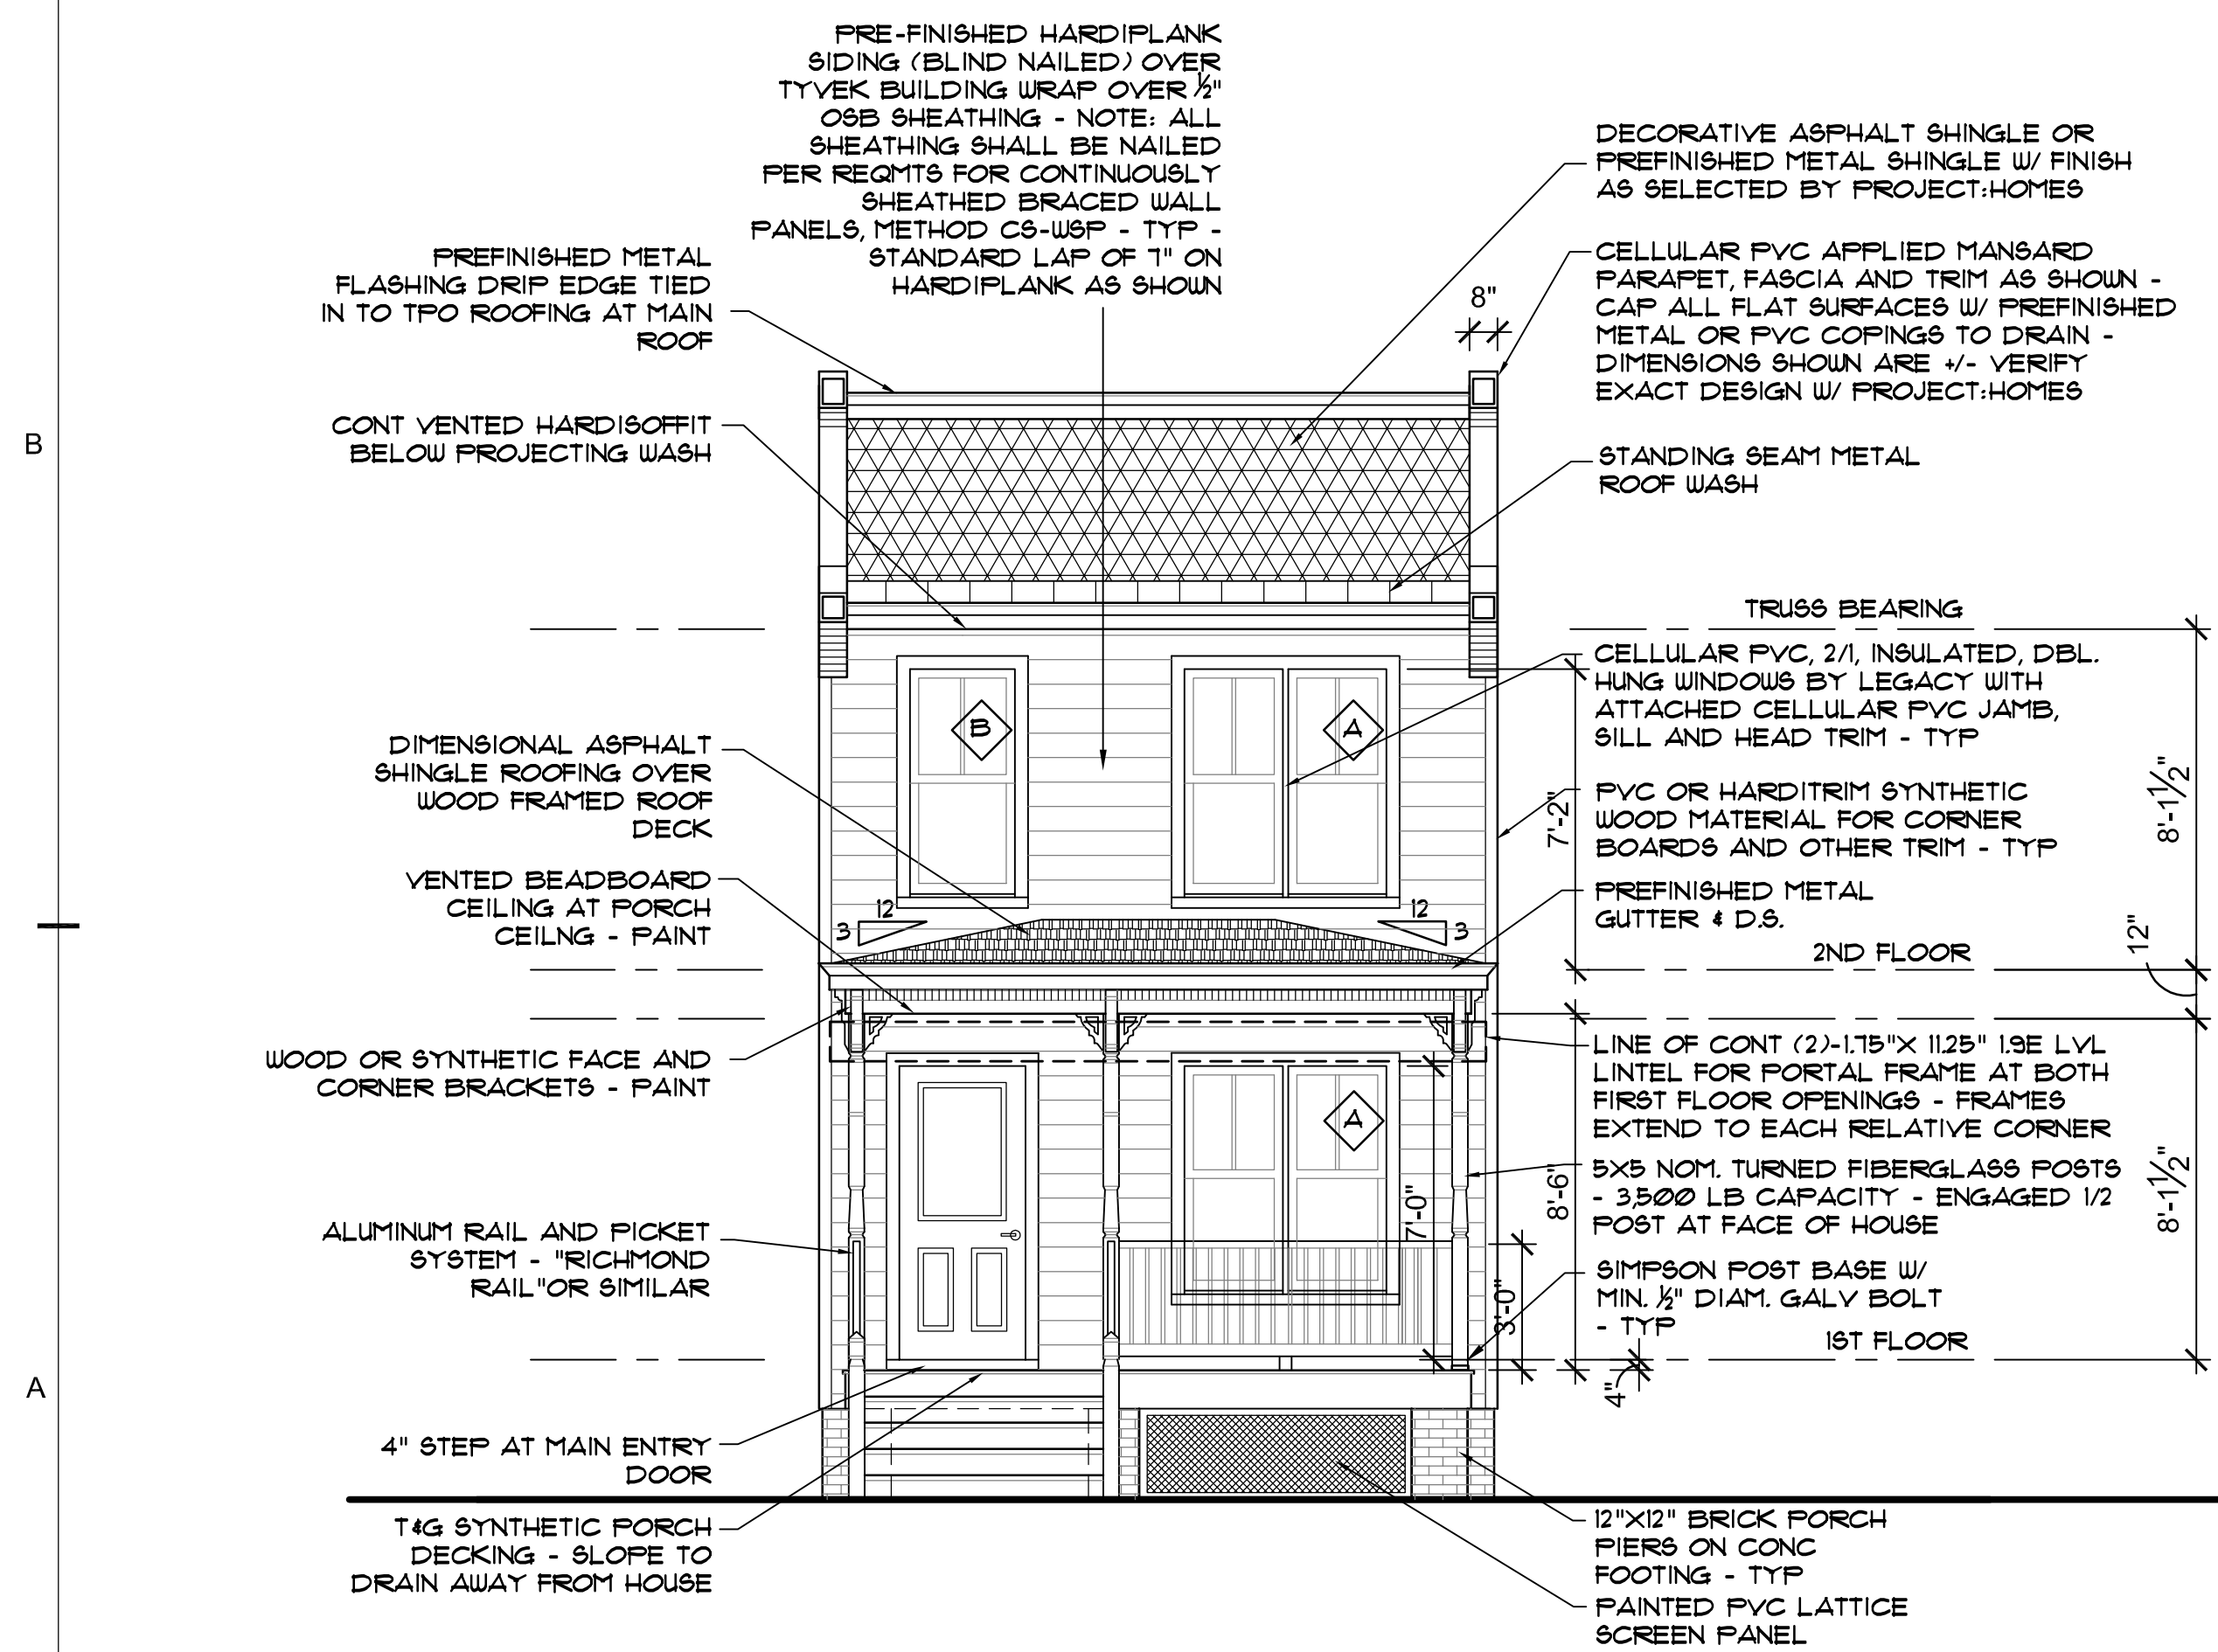 PRE-FINISHED HARDIPLANK
SIDING (BLIND NAILED) OVER
TYVEK BUILDING WRAP OVER ½"
OSB SHEATHING - NOTE: ALL
SHEATHING SHALL BE NAILED
PER REQMTS FOR CONTINUOUSLY
SHEATHED BRACED WALL
PANELS, METHOD CS-WSP - TYP -
STANDARD LAP OF 7" ON
HARDIPLANK AS SHOWN
PREFINISHED METAL
FLASHING DRIP EDGE TIED
IN TO TPO ROOFING AT MAIN
ROOF
CONT VENTED HARDISOFFIT
BELOW PROJECTING WASH
DIMENSIONAL ASPHALT
SHINGLE ROOFING OVER
WOOD FRAMED ROOF
DECK
VENTED BEADBOARD
CEILING AT PORCH
CEILNG - PAINT
WOOD OR SYNTHETIC FACE AND
CORNER BRACKETS - PAINT
ALUMINUM RAIL AND PICKET
SYSTEM - "RICHMOND
RAIL"OR SIMILAR
4" STEP AT MAIN ENTRY
DOOR
T&G SYNTHETIC PORCH
DECKING - SLOPE TO
DRAIN AWAY FROM HOUSE
B
A
B
A
12
3
12
3
A
8"
DECORATIVE ASPHALT SHINGLE OR
PREFINISHED METAL SHINGLE W/ FINISH
AS SELECTED BY PROJECT:HOMES
CELLULAR PVC APPLIED MANSARD
PARAPET, FASCIA AND TRIM AS SHOWN -
CAP ALL FLAT SURFACES W/ PREFINISHED
METAL OR PVC COPINGS TO DRAIN -
DIMENSIONS SHOWN ARE +/- VERIFY
EXACT DESIGN W/ PROJECT:HOMES
STANDING SEAM METAL
ROOF WASH
TRUSS BEARING
CELLULAR PVC, 2/1, INSULATED, DBL.
HUNG WINDOWS BY LEGACY WITH
ATTACHED CELLULAR PVC JAMB,
SILL AND HEAD TRIM - TYP
7'-2"
8'-1½"
PVC OR HARDITRIM SYNTHETIC
WOOD MATERIAL FOR CORNER
BOARDS AND OTHER TRIM - TYP
PREFINISHED METAL
GUTTER & D.S.
2ND FLOOR
12"
LINE OF CONT (2)-1.75"X 11.25" 1.9E LVL
LINTEL FOR PORTAL FRAME AT BOTH
FIRST FLOOR OPENINGS - FRAMES
EXTEND TO EACH RELATIVE CORNER
5X5 NOM. TURNED FIBERGLASS POSTS
- 3,500 LB CAPACITY - ENGAGED 1/2
POST AT FACE OF HOUSE
7'-0"
8'-6"
8'-1½"
3'-0"
SIMPSON POST BASE W/
MIN. ½" DIAM. GALV BOLT
- TYP
1ST FLOOR
4"
12"X12" BRICK PORCH
PIERS ON CONC
FOOTING - TYP
PAINTED PVC LATTICE
SCREEN PANEL